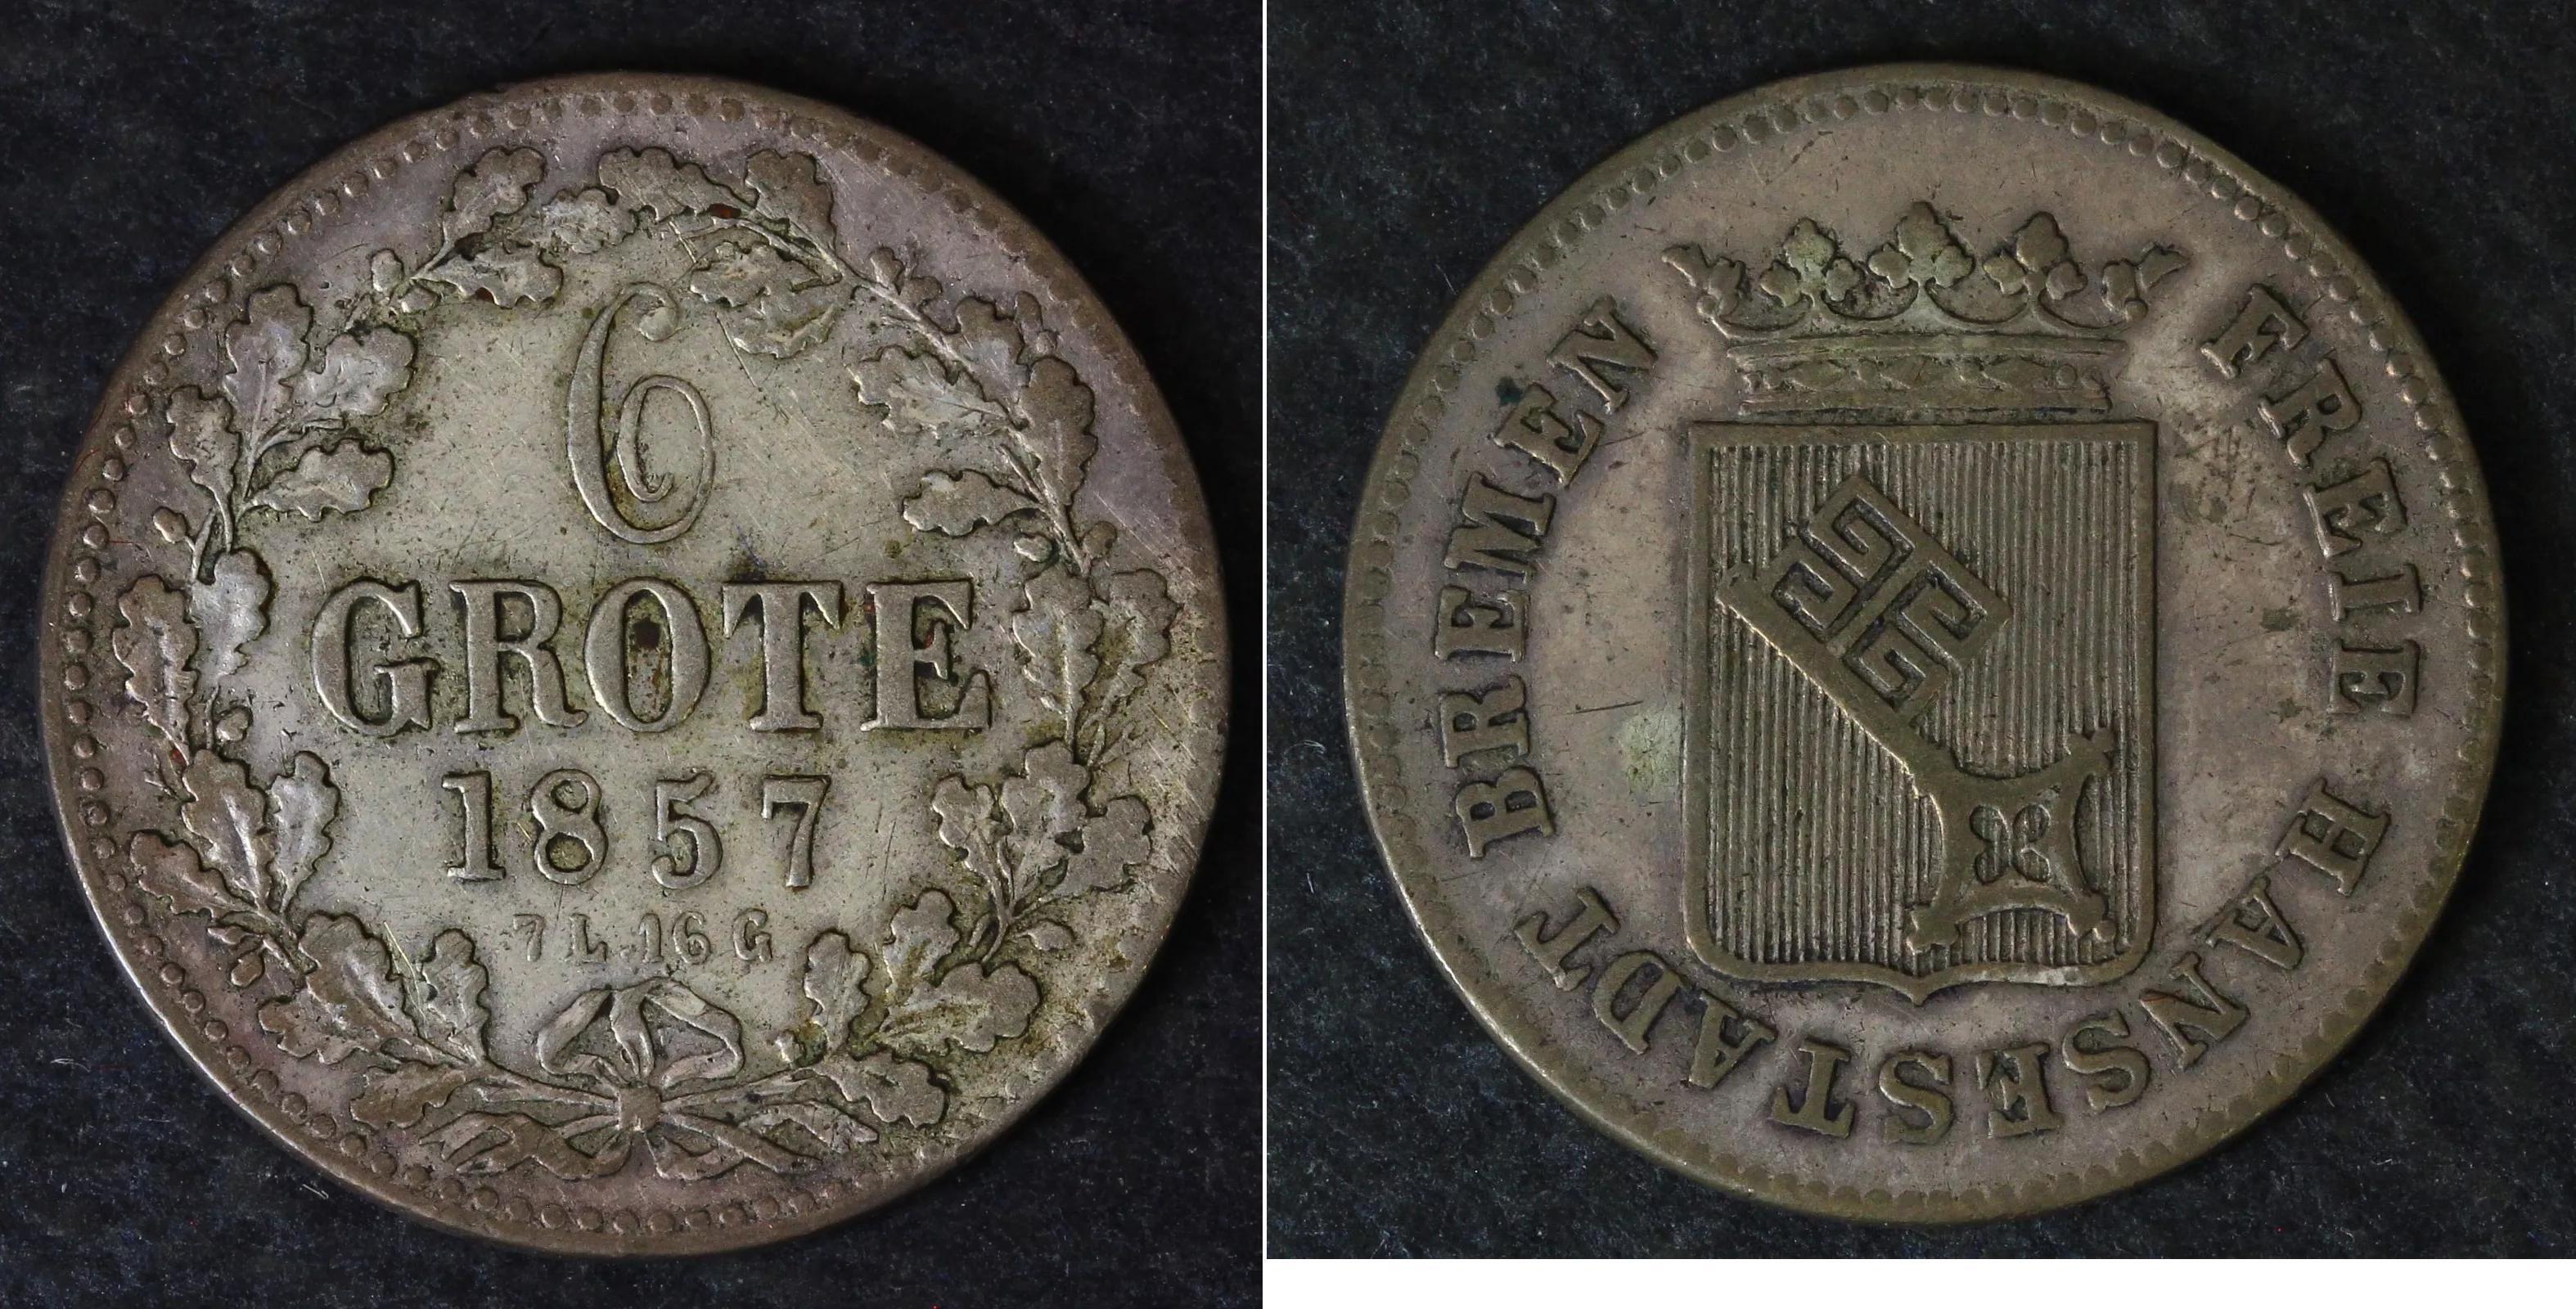 6
GROTE
1857
7 L. 16 G
FREIE HANSESTADT BREMEN